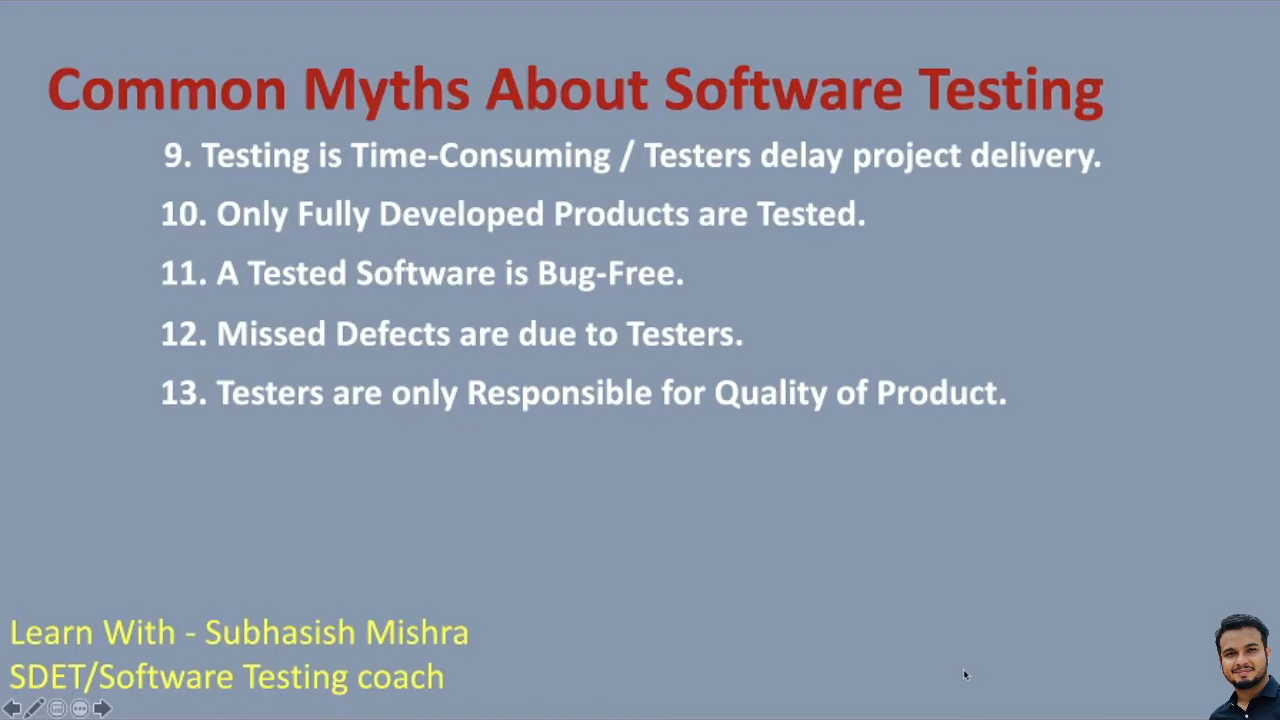 Common Myths About Software Testing
9. Testing is Time-Consuming / Testers delay project delivery.
10. Only Fully Developed Products are Tested.
11. A Tested Software is Bug-Free.
12. Missed Defects are due to Testers.
13. Testers are only Responsible for Quality of Product.
Learn With - Subhasish Mishra
SDET/Software Testing coach